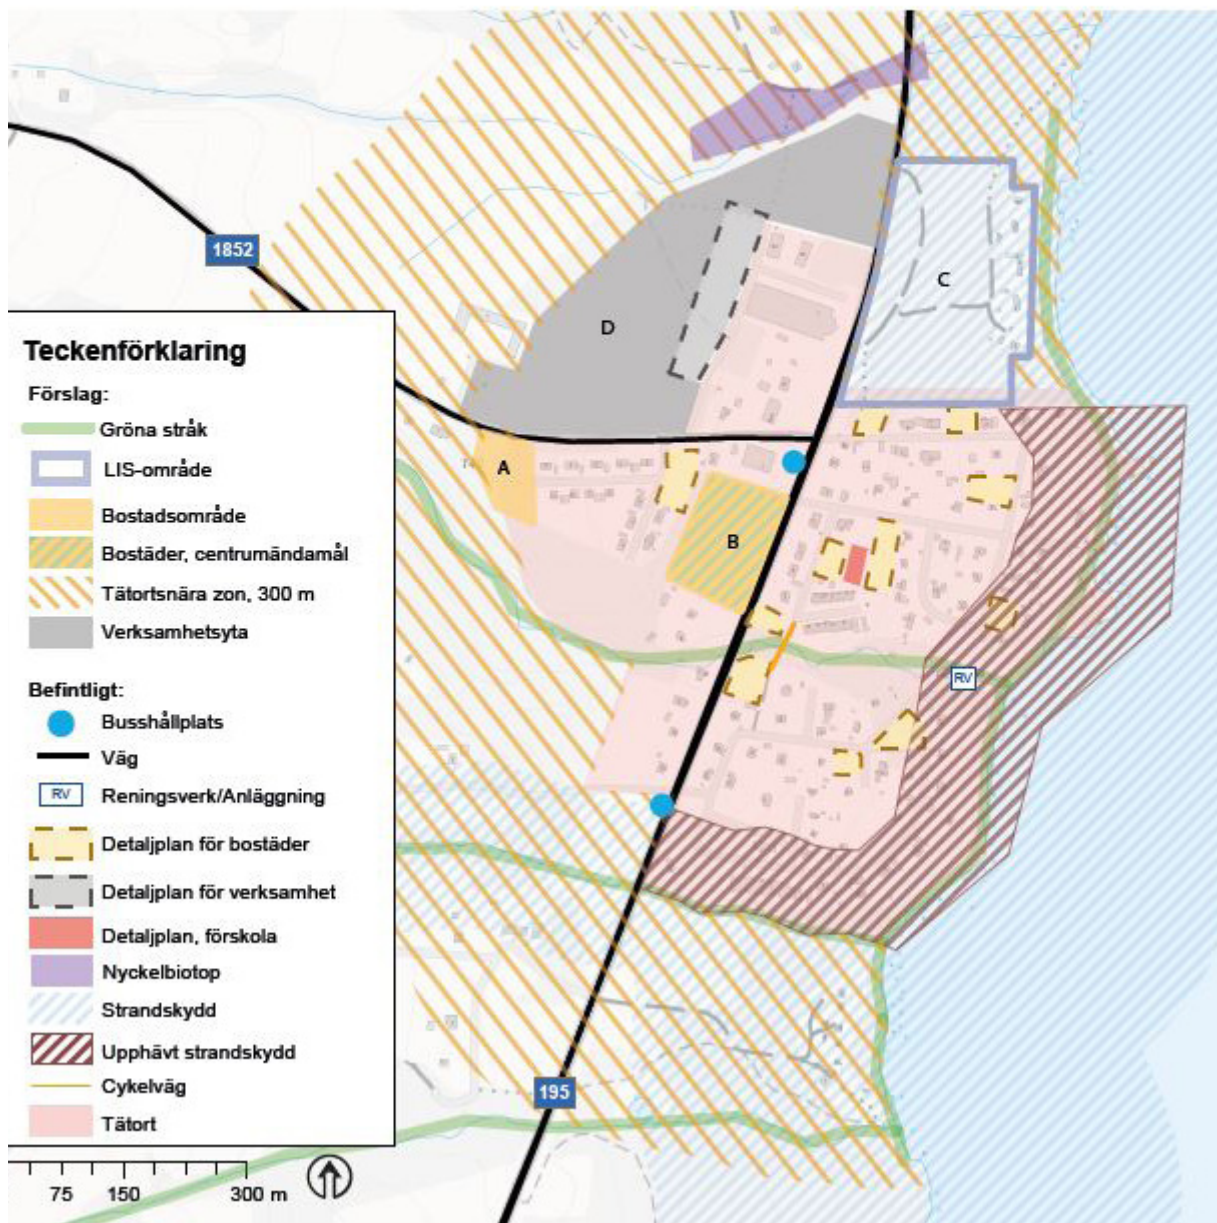 1852
C
D
Teckenförklaring
Förslag:
Gröna stråk
LIS-område
A
Bostadsområde
Bostäder, centrumändamål
B
Tätortsnära zon, 300 m
Verksamhetsyta
RV
Befintligt:
Busshållplats
Väg
RV Reningsverk/Anläggning
Detaljplan för bostäder
Detaljplan för verksamhet
Detaljplan, förskola
Nyckelbiotop
Strandskydd
Upphävt strandskydd
Cykelväg
195
Tätort
75 150 300 m